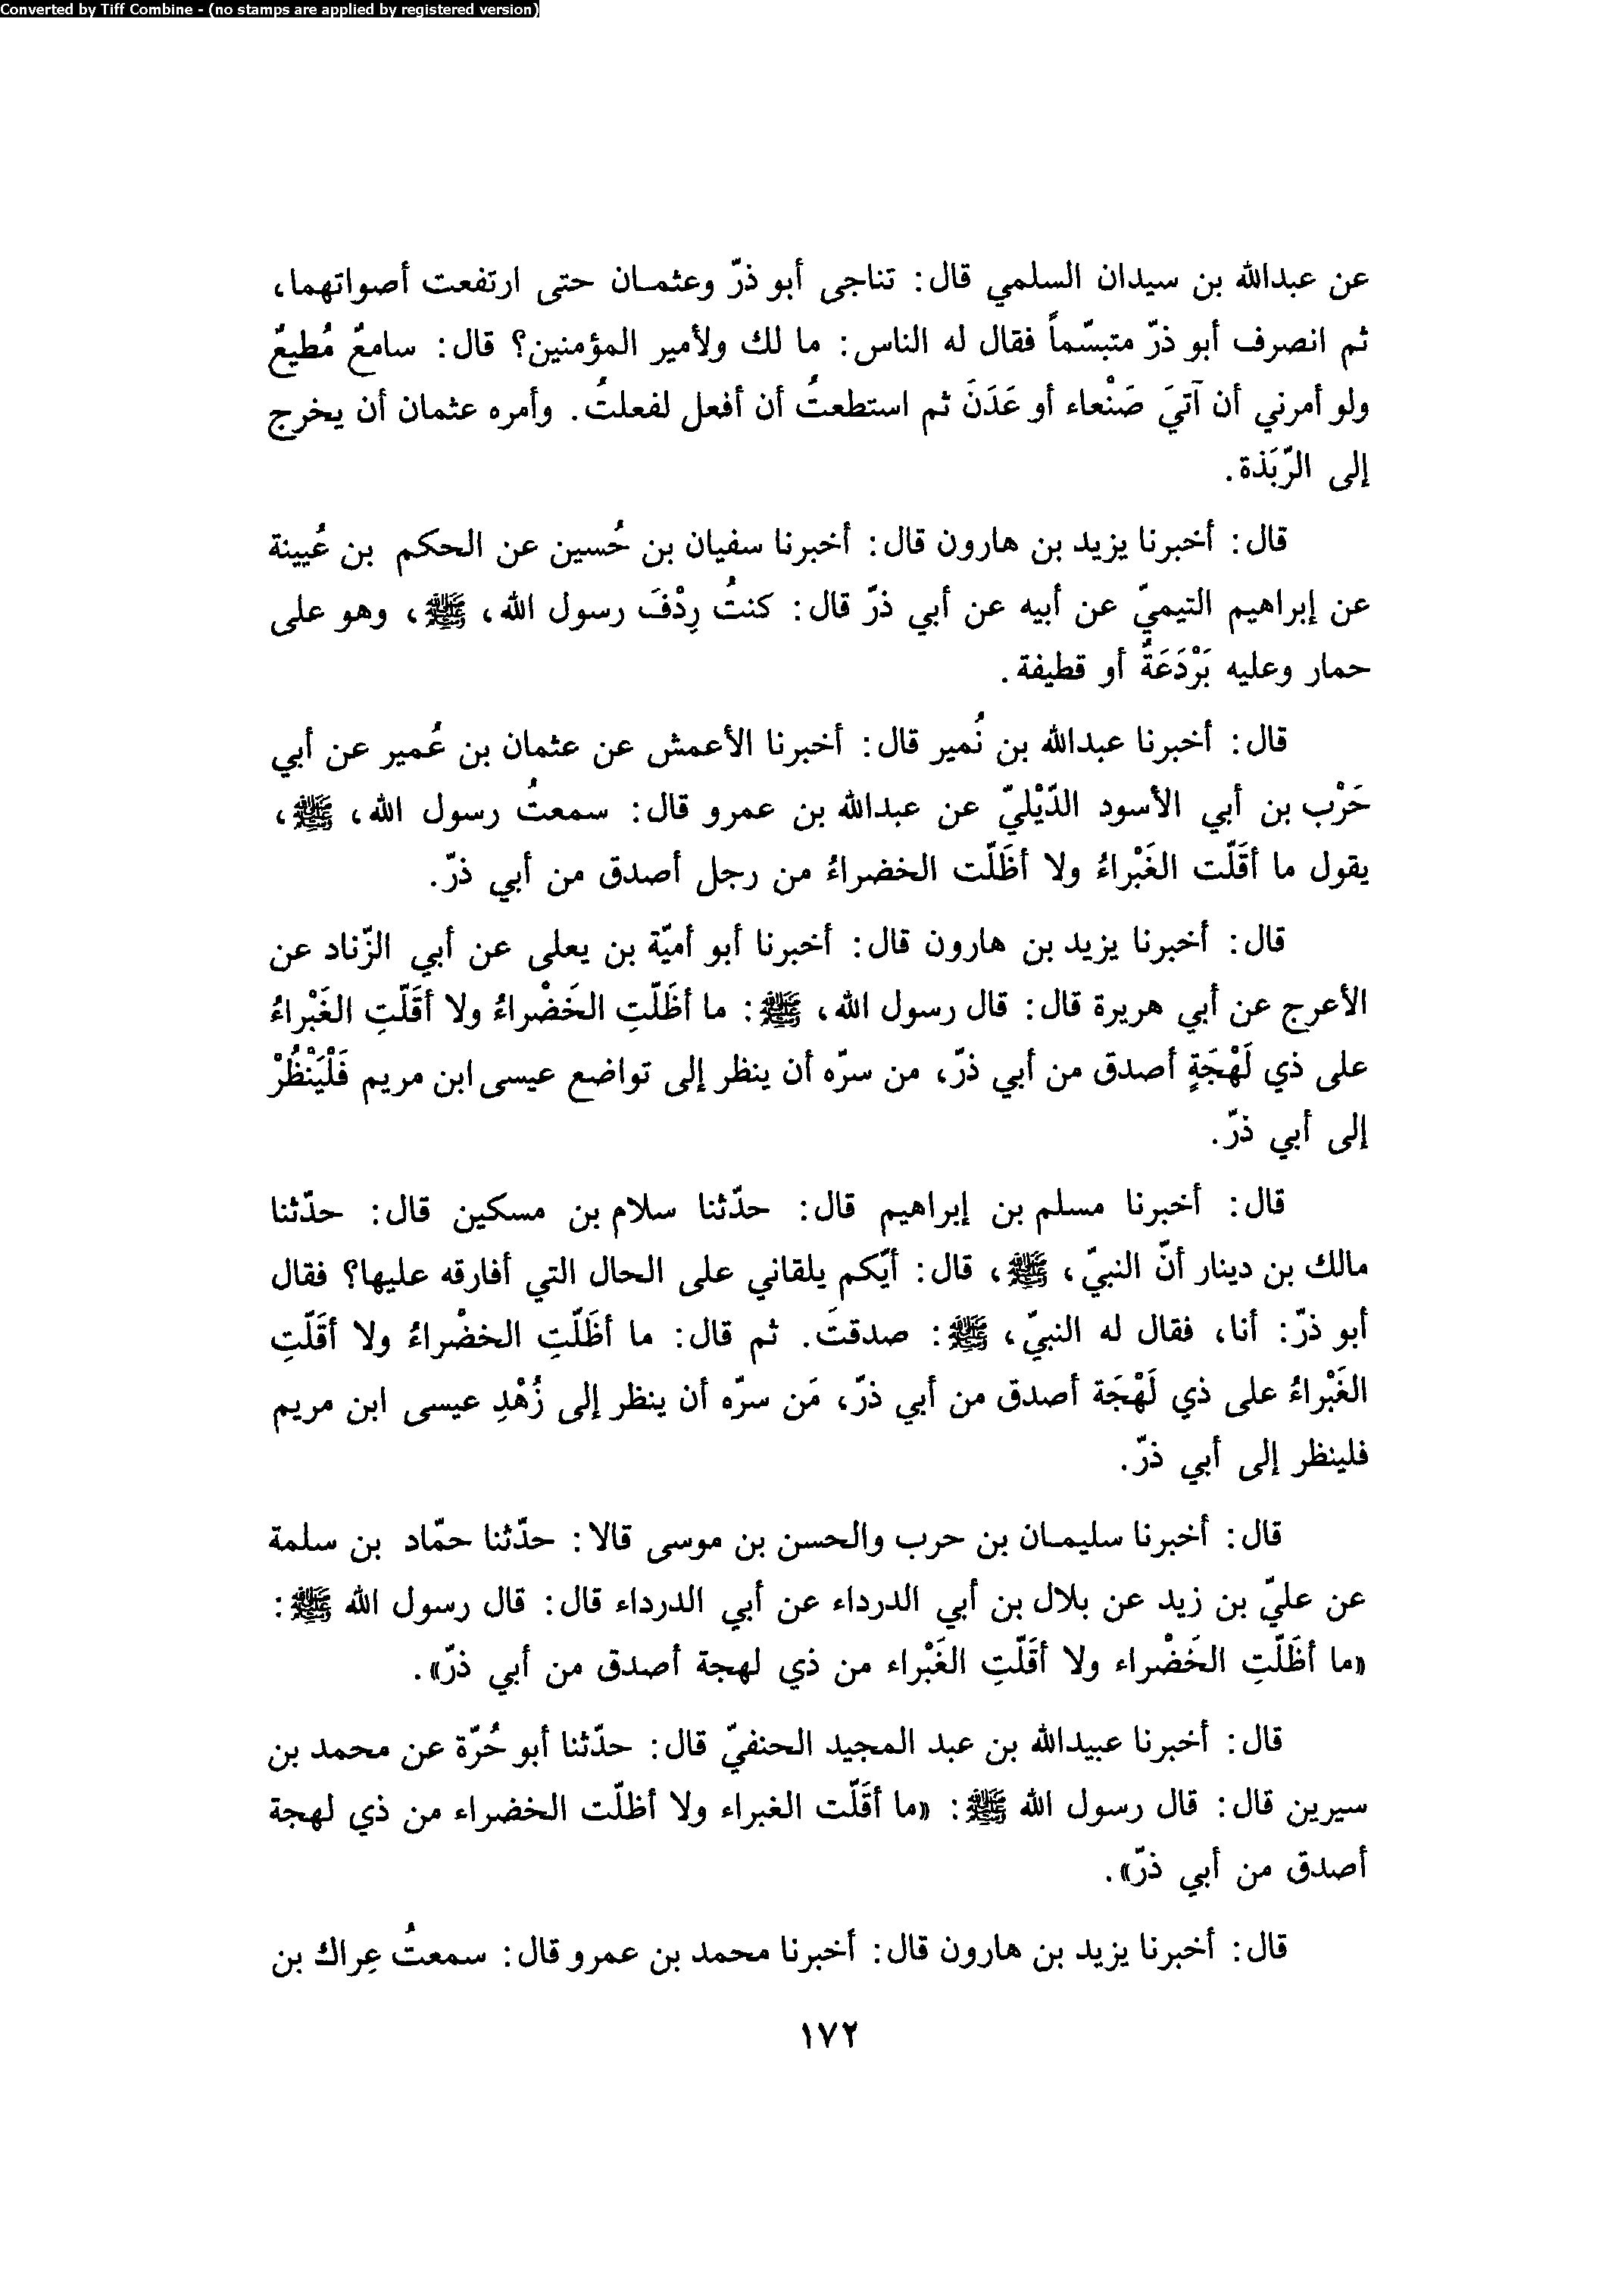 Converted by Tiff Combine - (no stamps are applied by registered version)
عن عبدالله بن سيدان السلمي قال: تناجى أبو ذرّ وعثمـان حتى ارتفعت أصواتهما،
ثم انصرف أبو ذرّ متبسّماً فقال له الناس: ما لك ولأمير المؤمنين؟ قال: سامعٌ مُطيعٌ
ولو أمرني أن آتيَ صَنْعاء أو عَدَنَ ثم استطعتُ أن أفعل لفعلتُ. وأمره عثمان أن يخرج
إلى الرّبَذة.
قال: أخبرنا يزيد بن هارون قال: أخبرنا سفيان بن حُسين عن الحكم بن عُيينة
عن إبراهيم التيميّ عن أبيه عن أبي ذرّ قال: كنتُ رِدْفَ رسول الله، ﷺ، وهو على
حمار وعليه بَرْدَعَةٌ أو قطيفة.
قال: أخبرنا عبدالله بن نُمير قال: أخبرنا الأعمش عن عثمان بن عُمير عن أبي
حَرْب بن أبي الأسود الدّيْليّ عن عبدالله بن عمرو قال: سمعتُ رسول الله، ﷺ،
يقول ما أقَلّت الغَبْراءُ ولا أظَلّت الخضراءُ من رجل أصدق من أبي ذرّ.
قال: أخبرنا يزيد بن هارون قال: أخبرنا أبو أميّة بن يعلى عن أبي الزّناد عن
الأعرج عن أبي هريرة قال: قال رسول الله، ﷺ: ما أظَلّتِ الخَضْراءُ ولا أقَلّتِ الغَبْراءُ
على ذي لَهْجَةٍ أصدق من أبي ذرّ، من سرّه أن ينظر إلى تواضع عيسى ابن مريم فَلْيَنْظُرْ
إلى أبي ذرّ.
قال: أخبرنا مسلم بن إبراهيم قال: حدّثنا سلام بن مسكين قال: حدّثنا
مالك بن دينار أنّ النبيّ، ﷺ، قال: أيّكم يلقاني على الحال التي أفارقه عليها؟ فقال
أبو ذرّ: أنا، فقال له النبيّ، ﷺ: صدقتَ. ثم قال: ما أظَلّتِ الخضْراءُ ولا أقَلّتِ
الغَبْراءُ على ذي لَهْجَة أصدق من أبي ذرّ، مَن سرّه أن ينظر إلى زُهْدِ عيسى ابن مريم
فلينظر إلى أبي ذرّ.
قال: أخبرنا سليمـان بن حرب والحسن بن موسى قالا: حدّثنا حمّاد بن سلمة
عن عليّ بن زيد عن بلال بن أبي الدرداء عن أبي الدرداء قال: قال رسول الله ﷺ:
«ما أظَلّتِ الخَضْراء ولا أقَلّتِ الغَبْراء من ذي لهجة أصدق من أبي ذرّ».
قال: أخبرنا عبيدالله بن عبد المجيد الحنفيّ قال: حدّثنا أبو حُرّة عن محمد بن
سيرين قال: قال رسول الله ﷺ: «ما أقَلّت الغبراء ولا أظلّت الخضراء من ذي لهجة
أصدق من أبي ذرّ».
قال: أخبرنا يزيد بن هارون قال: أخبرنا محمد بن عمرو قال: سمعتُ عِراك بن
١٧٢